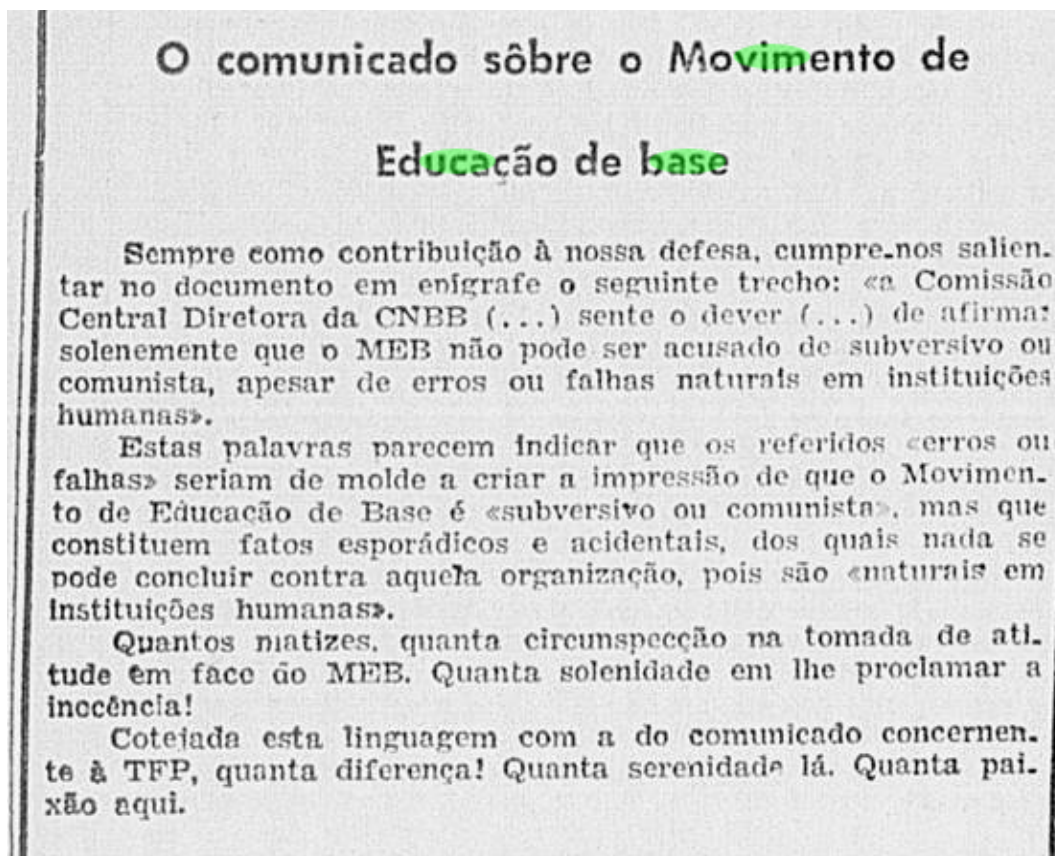 O comunicado sôbre o Movimento de
Educação de base
Sempre como contribuição à nossa defesa, cumpre-nos salien-
tar no documento em epígrafe o seguinte trecho: «a Comissão
Central Diretora da CNBB (...) sente o dever (...) de afirmar
solenemente que o MEB não pode ser acusado de subversivo ou
comunista, apesar de erros ou falhas naturais em instituições
humanas».
Estas palavras parecem indicar que os referidos «erros ou
falhas» seriam de molde a criar a impressão de que o Movimen-
to de Educação de Base é «subversivo ou comunista», mas que
constituem fatos esporádicos e acidentais, dos quais nada se
pode concluir contra aquela organização, pois são «naturais em
instituições humanas».
Quantos matizes, quanta circunspecção na tomada de ati-
tude em face do MEB. Quanta solenidade em lhe proclamar a
inocência!
Cotejada esta linguagem com a do comunicado concernen-
te à TFP, quanta diferença! Quanta serenidade lá. Quanta pai-
xão aqui.